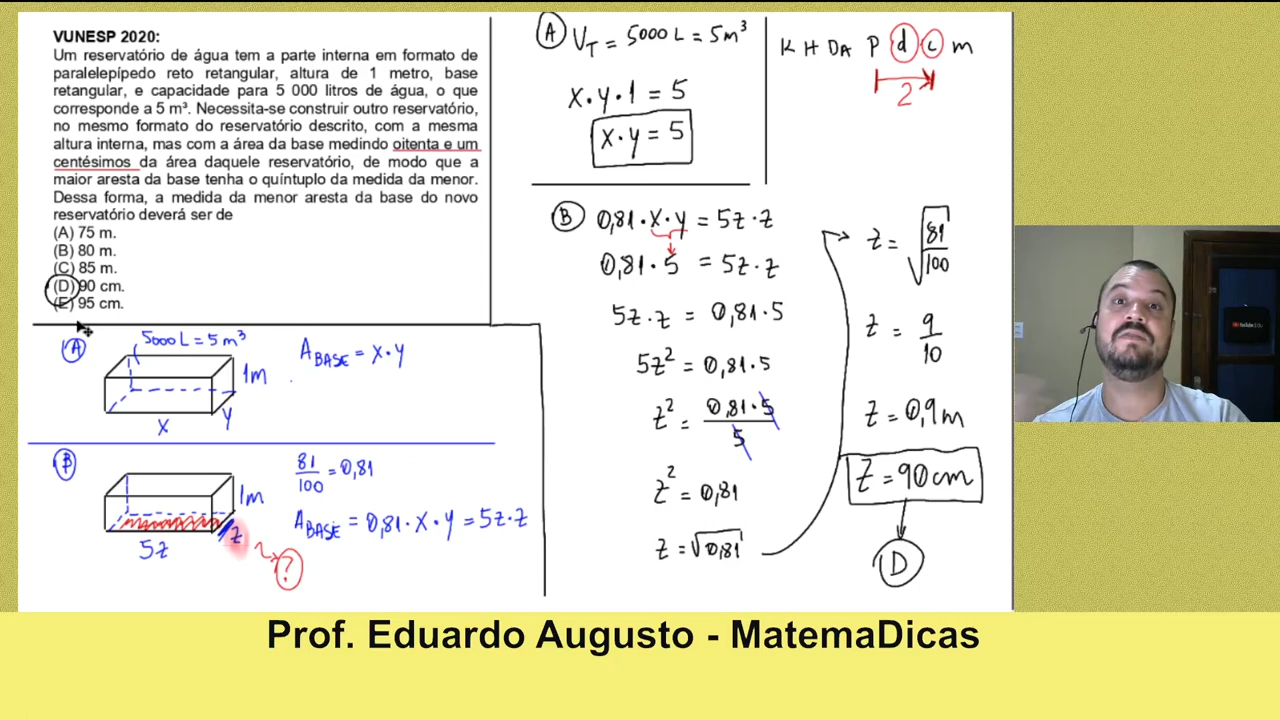 VUNESP 2020:
Um reservatório de água tem a parte interna em formato de
paralelepípedo reto retangular, altura de 1 metro, base
retangular, e capacidade para 5 000 litros de água, o que
corresponde a 5 m³. Necessita-se construir outro reservatório,
no mesmo formato do reservatório descrito, com a mesma
altura interna, mas com a área da base medindo oitenta e um
centésimos da área daquele reservatório, de modo que a
maior aresta da base tenha o quíntuplo da medida da menor.
Dessa forma, a medida da menor aresta da base do novo
reservatório deverá ser de
(A) 75 m.
(B) 80 m.
(C) 85 m.
(D) 90 cm.
(E) 95 cm.
A
5000 L = 5 m³
1m
x
y
A BASE = x·y
B
1m
5z
z
?
81/100 = 0,81
A BASE = 0,81·x·y = 5z·z
A
V_T = 5000 L = 5 m³
x·y·1 = 5
x·y = 5
K H DA P d c m
2
B
0,81·x·y = 5z·z
0,81·5 = 5z·z
5z·z = 0,81·5
5z² = 0,81·5
z² = 0,81·5/5
z² = 0,81
z = √0,81
z = √81/100
z = 9/10
z = 0,9m
z = 90cm
D
Prof. Eduardo Augusto - MatemaDicas